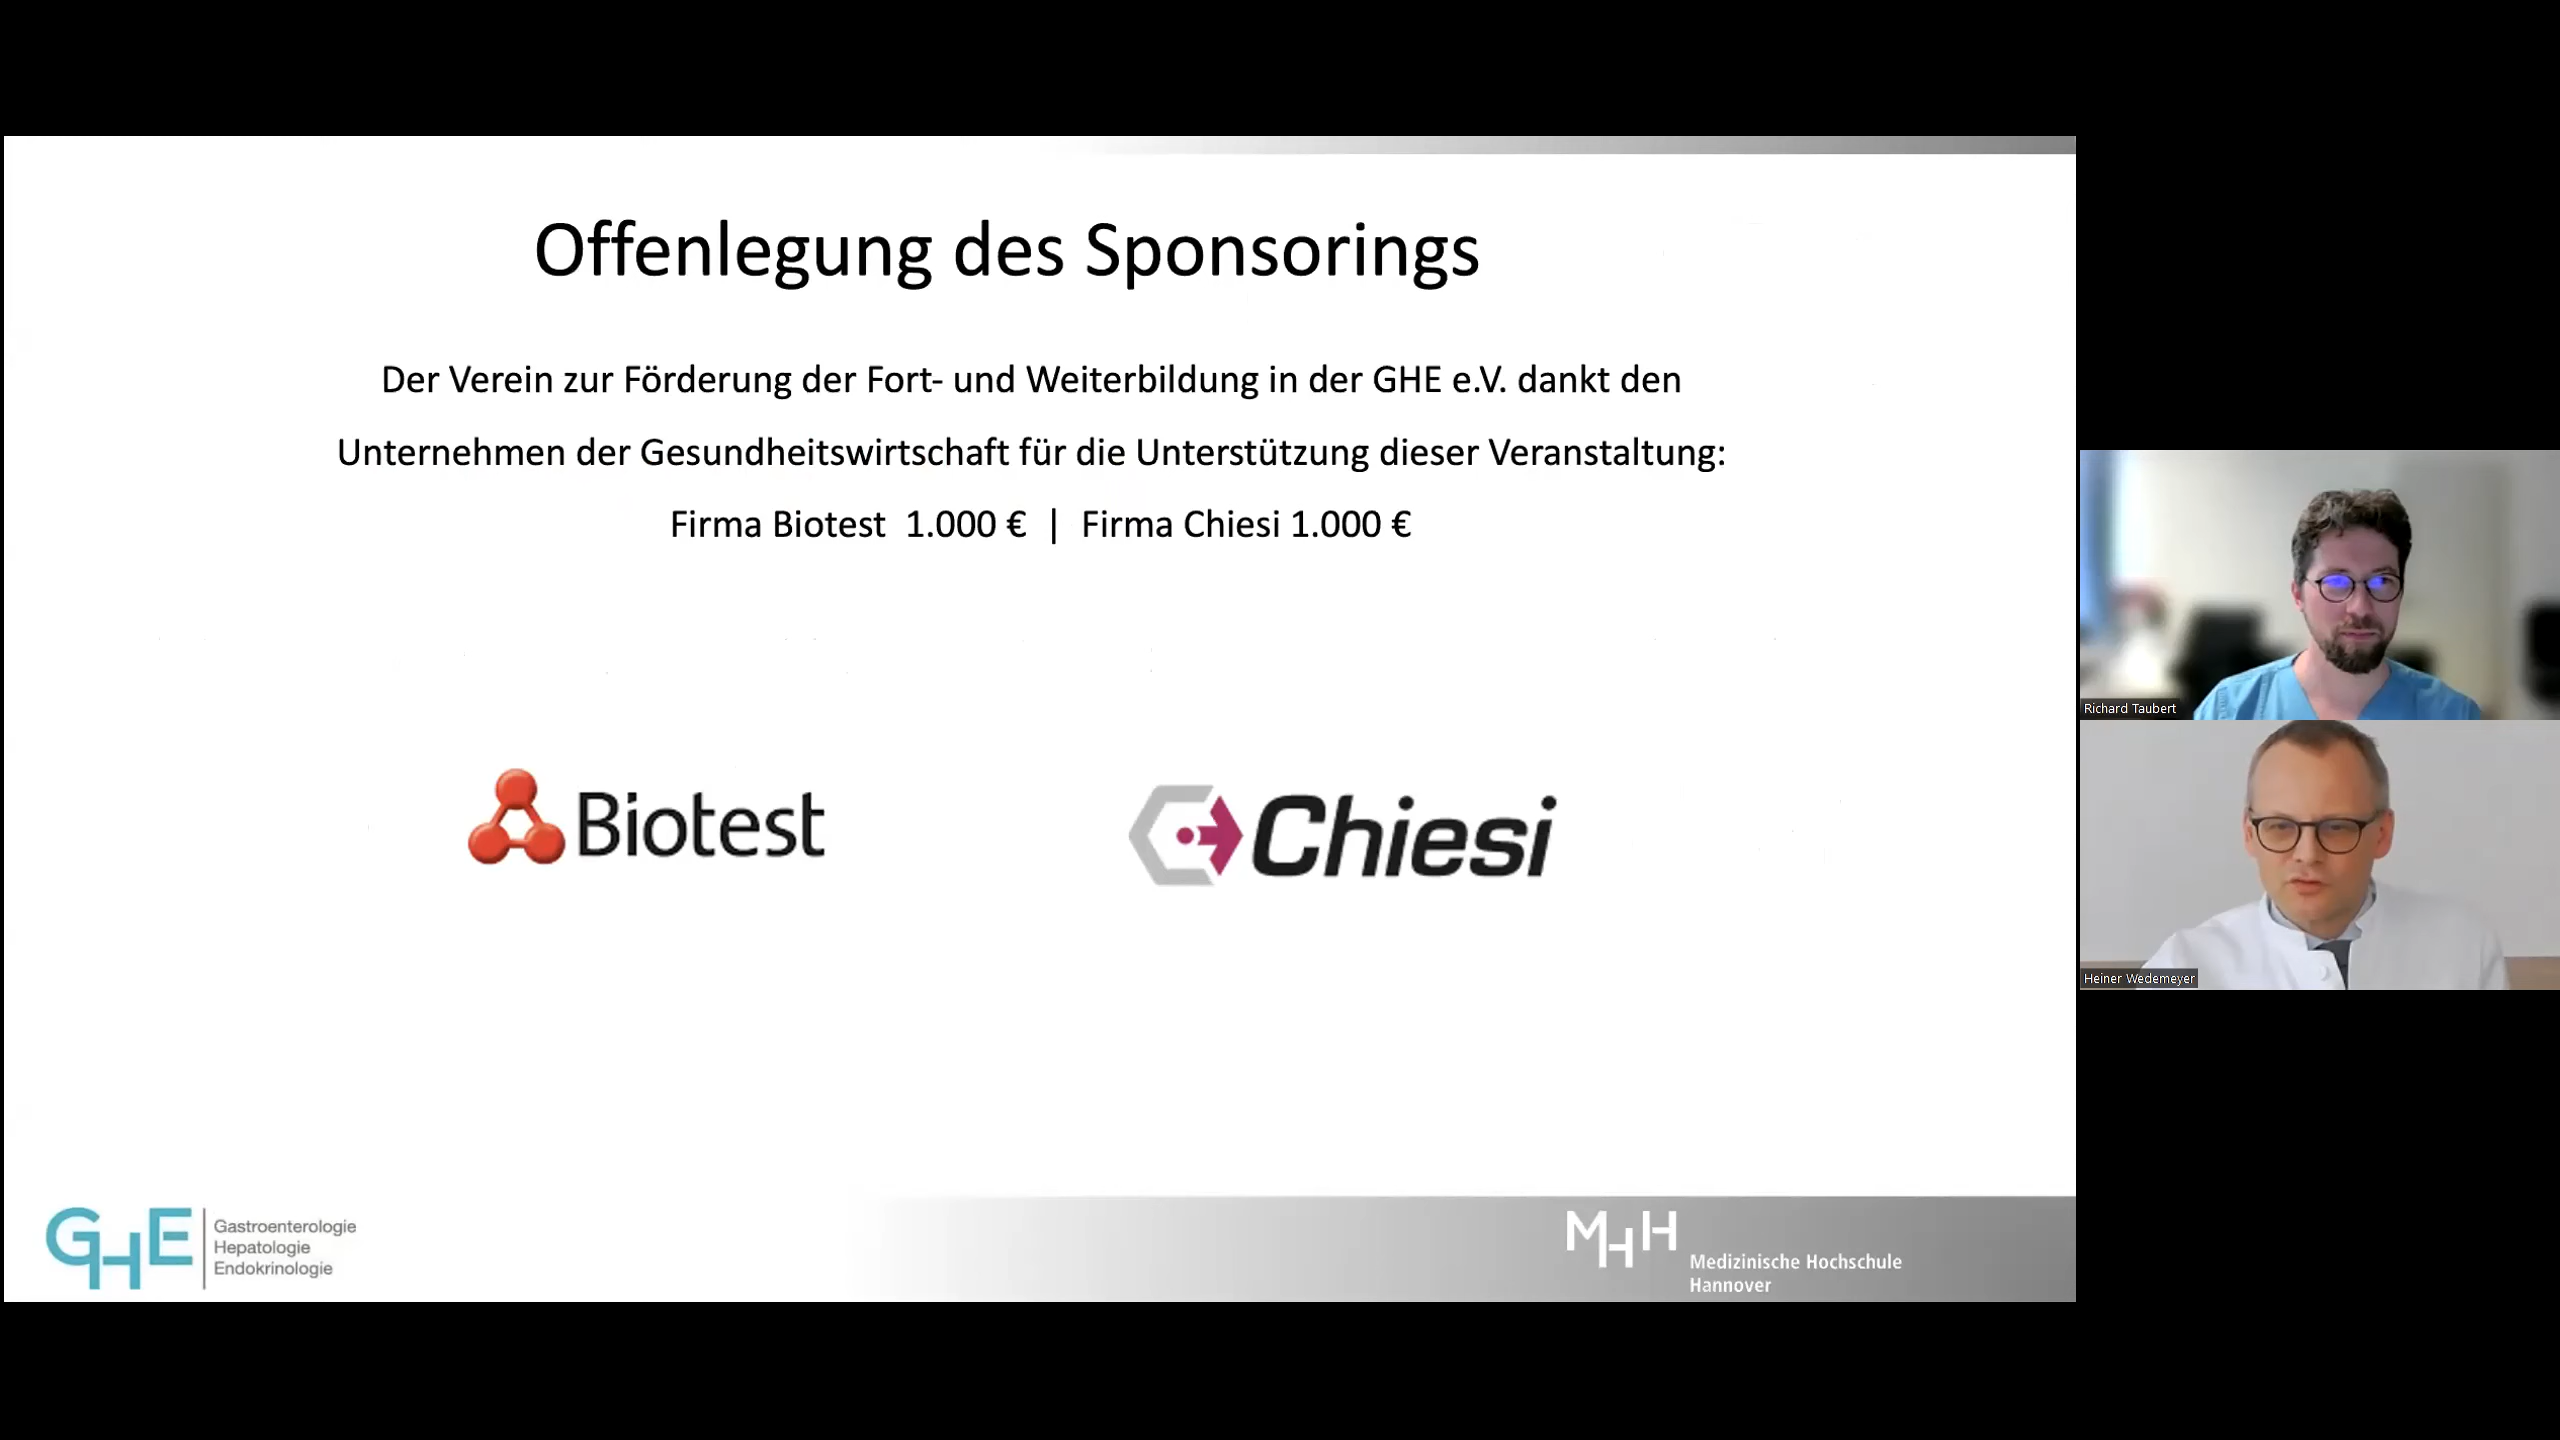 Offenlegung des Sponsorings
Der Verein zur Förderung der Fort- und Weiterbildung in der GHE e.V. dankt den
Unternehmen der Gesundheitswirtschaft für die Unterstützung dieser Veranstaltung:
Firma Biotest  1.000 €  |  Firma Chiesi 1.000 €
Biotest
Chiesi
Richard Taubert
Heiner Wedemeyer
GHE
Gastroenterologie
Hepatologie
Endokrinologie
MHH
Medizinische Hochschule
Hannover